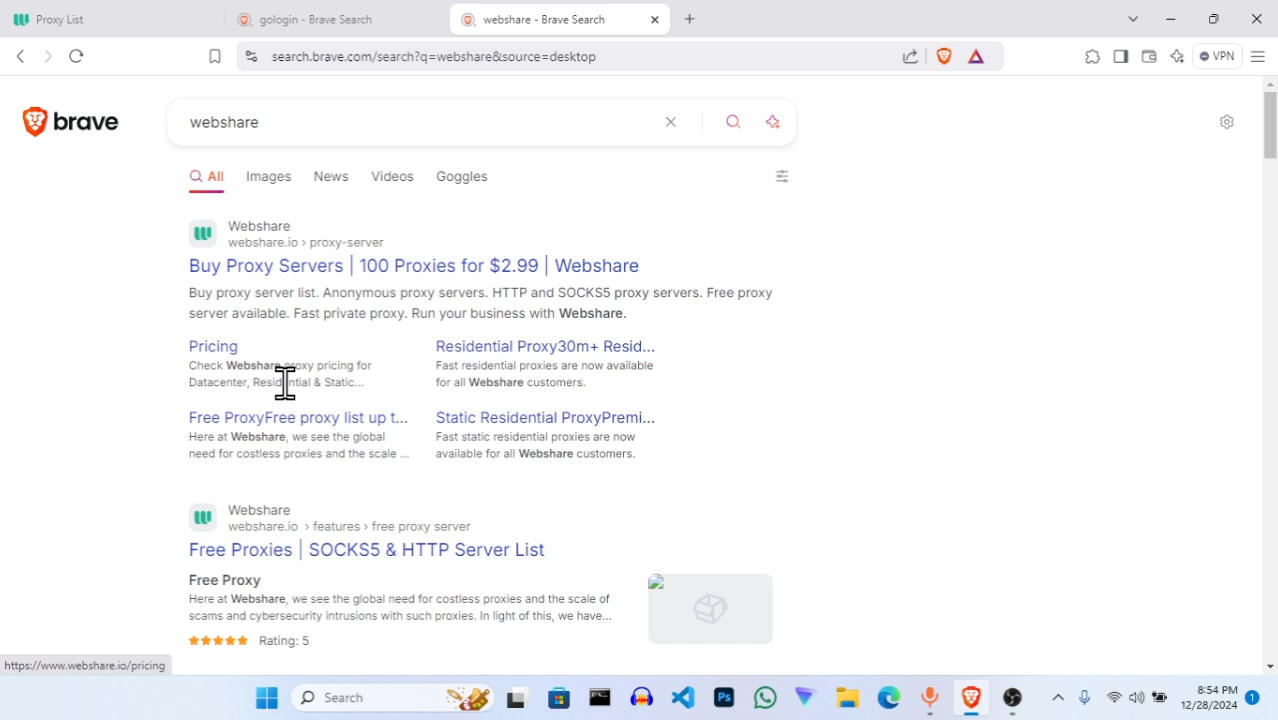 Proxy List
gologin - Brave Search
webshare - Brave Search
search.brave.com/search?q=webshare&source=desktop
VPN
brave
webshare
All
Images
News
Videos
Goggles
Webshare
webshare.io › proxy-server
Buy Proxy Servers | 100 Proxies for $2.99 | Webshare
Buy proxy server list. Anonymous proxy servers. HTTP and SOCKS5 proxy servers. Free proxy
server available. Fast private proxy. Run your business with Webshare.
Pricing
Check Webshare proxy pricing for
Datacenter, Residential & Static...
Residential Proxy30m+ Resid...
Fast residential proxies are now available
for all Webshare customers.
Free ProxyFree proxy list up t...
Here at Webshare, we see the global
need for costless proxies and the scale ...
Static Residential ProxyPremi...
Fast static residential proxies are now
available for all Webshare customers.
Webshare
webshare.io › features › free proxy server
Free Proxies | SOCKS5 & HTTP Server List
Free Proxy
Here at Webshare, we see the global need for costless proxies and the scale of
scams and cybersecurity intrusions with such proxies. In light of this, we have...
Rating: 5
https://www.webshare.io/pricing
Search
Ps
8:54 PM
12/28/2024
1